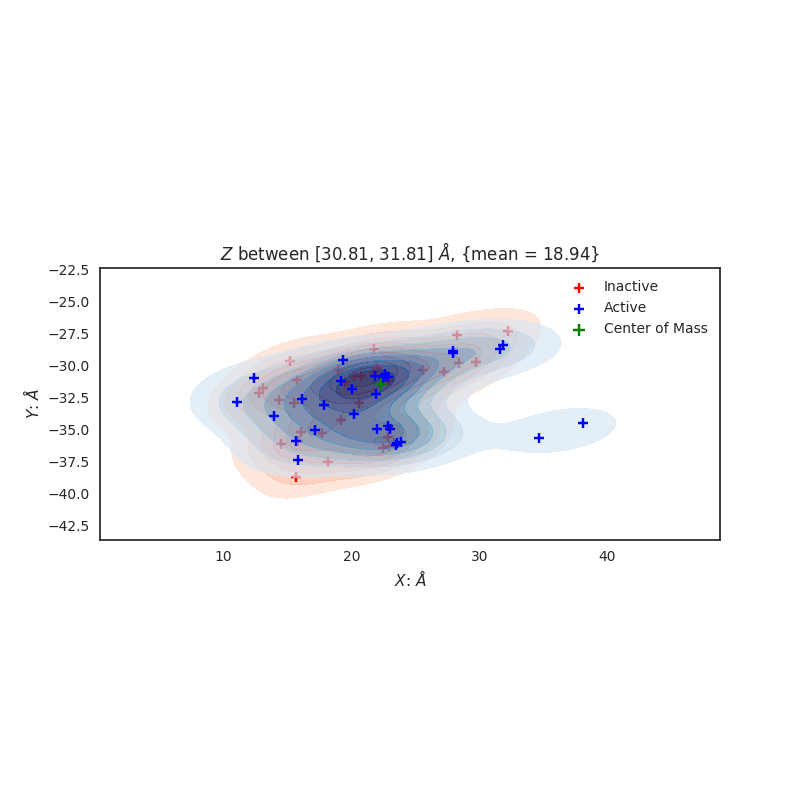 Z between [30.81, 31.81] Å, {mean = 18.94}
Inactive
Active
Center of Mass
−22.5
−25.0
−27.5
−30.0
−32.5
−35.0
−37.5
−40.0
−42.5
Y: Å
10 20 30 40
X: Å